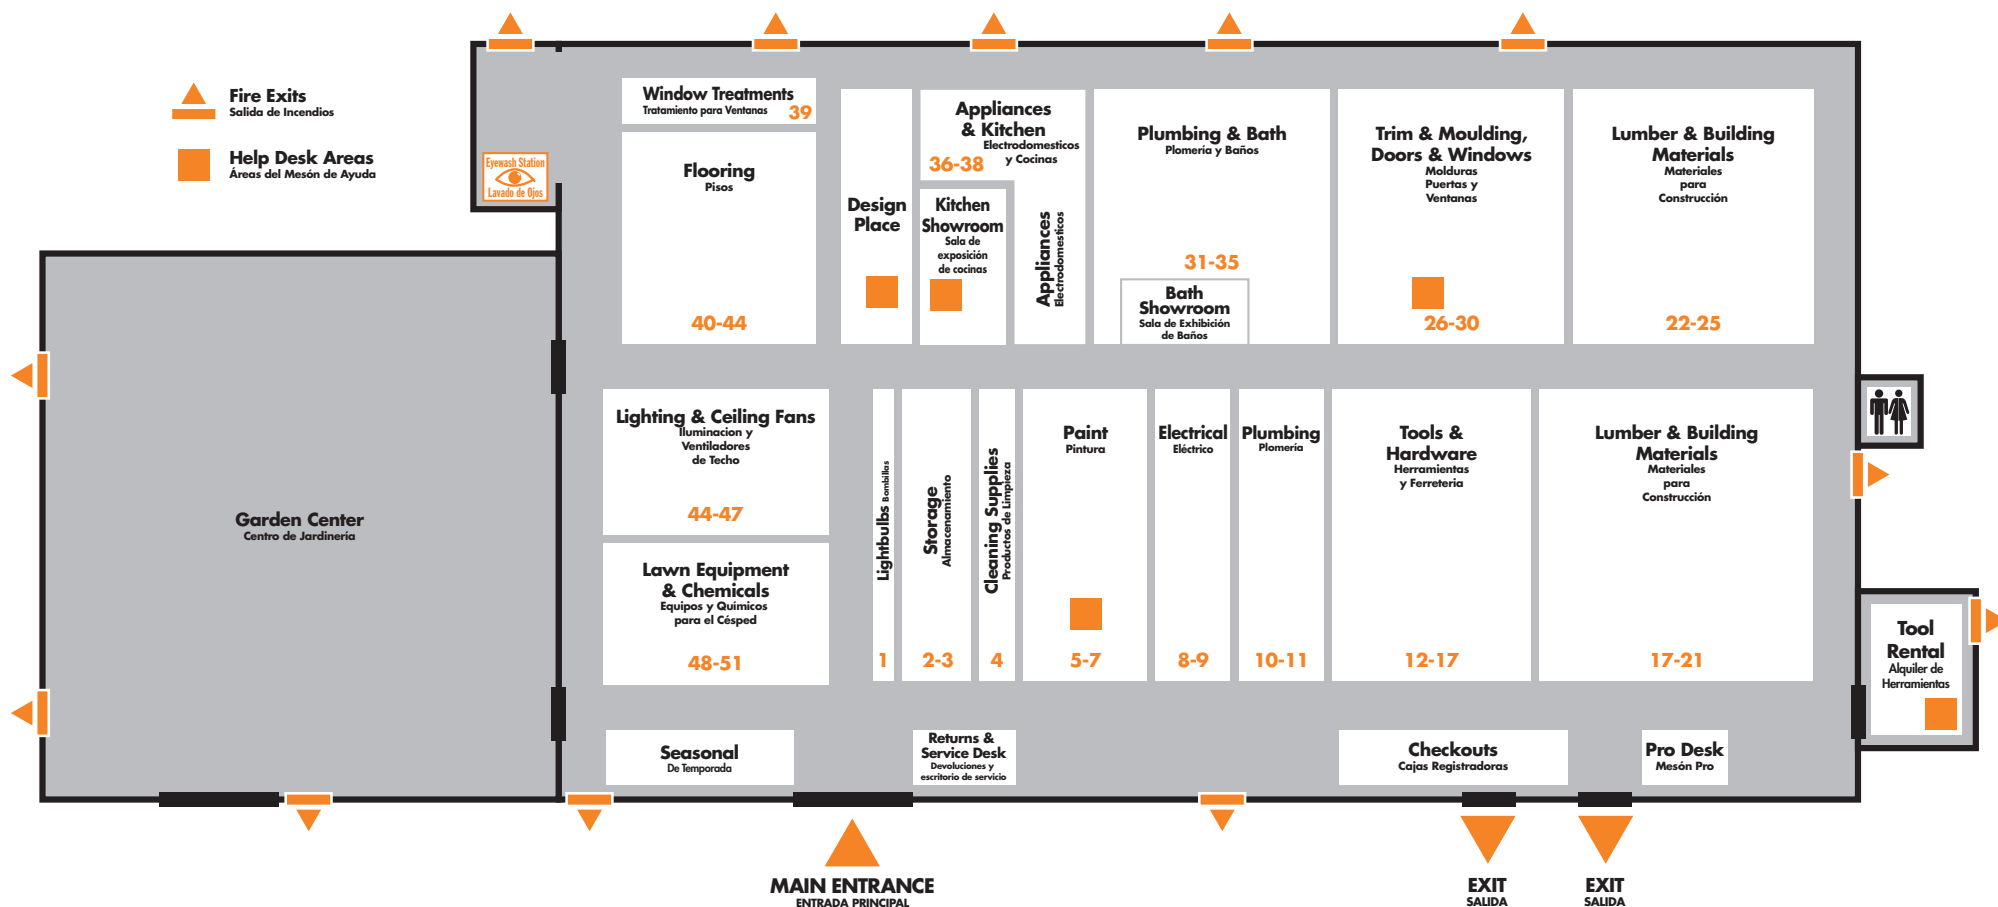 Fire Exits
Salida de Incendios
Help Desk Areas
Áreas del Mesón de Ayuda
Eyewash Station
Lavado de Ojos
Window Treatments
Tratamiento para Ventanas
39
Flooring
Pisos
40-44
Design
Place
Appliances
& Kitchen
Electrodomesticos
y Cocinas
36-38
Kitchen
Showroom
Sala de
exposición
de cocinas
Appliances
Electrodomesticos
Plumbing & Bath
Plomería y Baños
31-35
Bath
Showroom
Sala de Exhibición
de Baños
Trim & Moulding,
Doors & Windows
Molduras
Puertas y
Ventanas
26-30
Lumber & Building
Materials
Materiales
para
Construcción
22-25
Garden Center
Centro de Jardinería
Lighting & Ceiling Fans
Iluminacion y
Ventiladores
de Techo
44-47
Lawn Equipment
& Chemicals
Equipos y Químicos
para el Césped
48-51
Lightbulbs Bombillas
1
Storage
Almacenamiento
2-3
Cleaning Supplies
Productos de Limpieza
4
Paint
Pintura
5-7
Electrical
Eléctrico
8-9
Plumbing
Plomería
10-11
Tools &
Hardware
Herramientas
y Ferreteria
12-17
Lumber & Building
Materials
Materiales
para
Construcción
17-21
Tool
Rental
Alquiler de
Herramientas
Seasonal
De Temporada
Returns &
Service Desk
Devoluciones y
escritorio de servicio
Checkouts
Cajas Registradoras
Pro Desk
Mesón Pro
MAIN ENTRANCE
ENTRADA PRINCIPAL
EXIT
SALIDA
EXIT
SALIDA